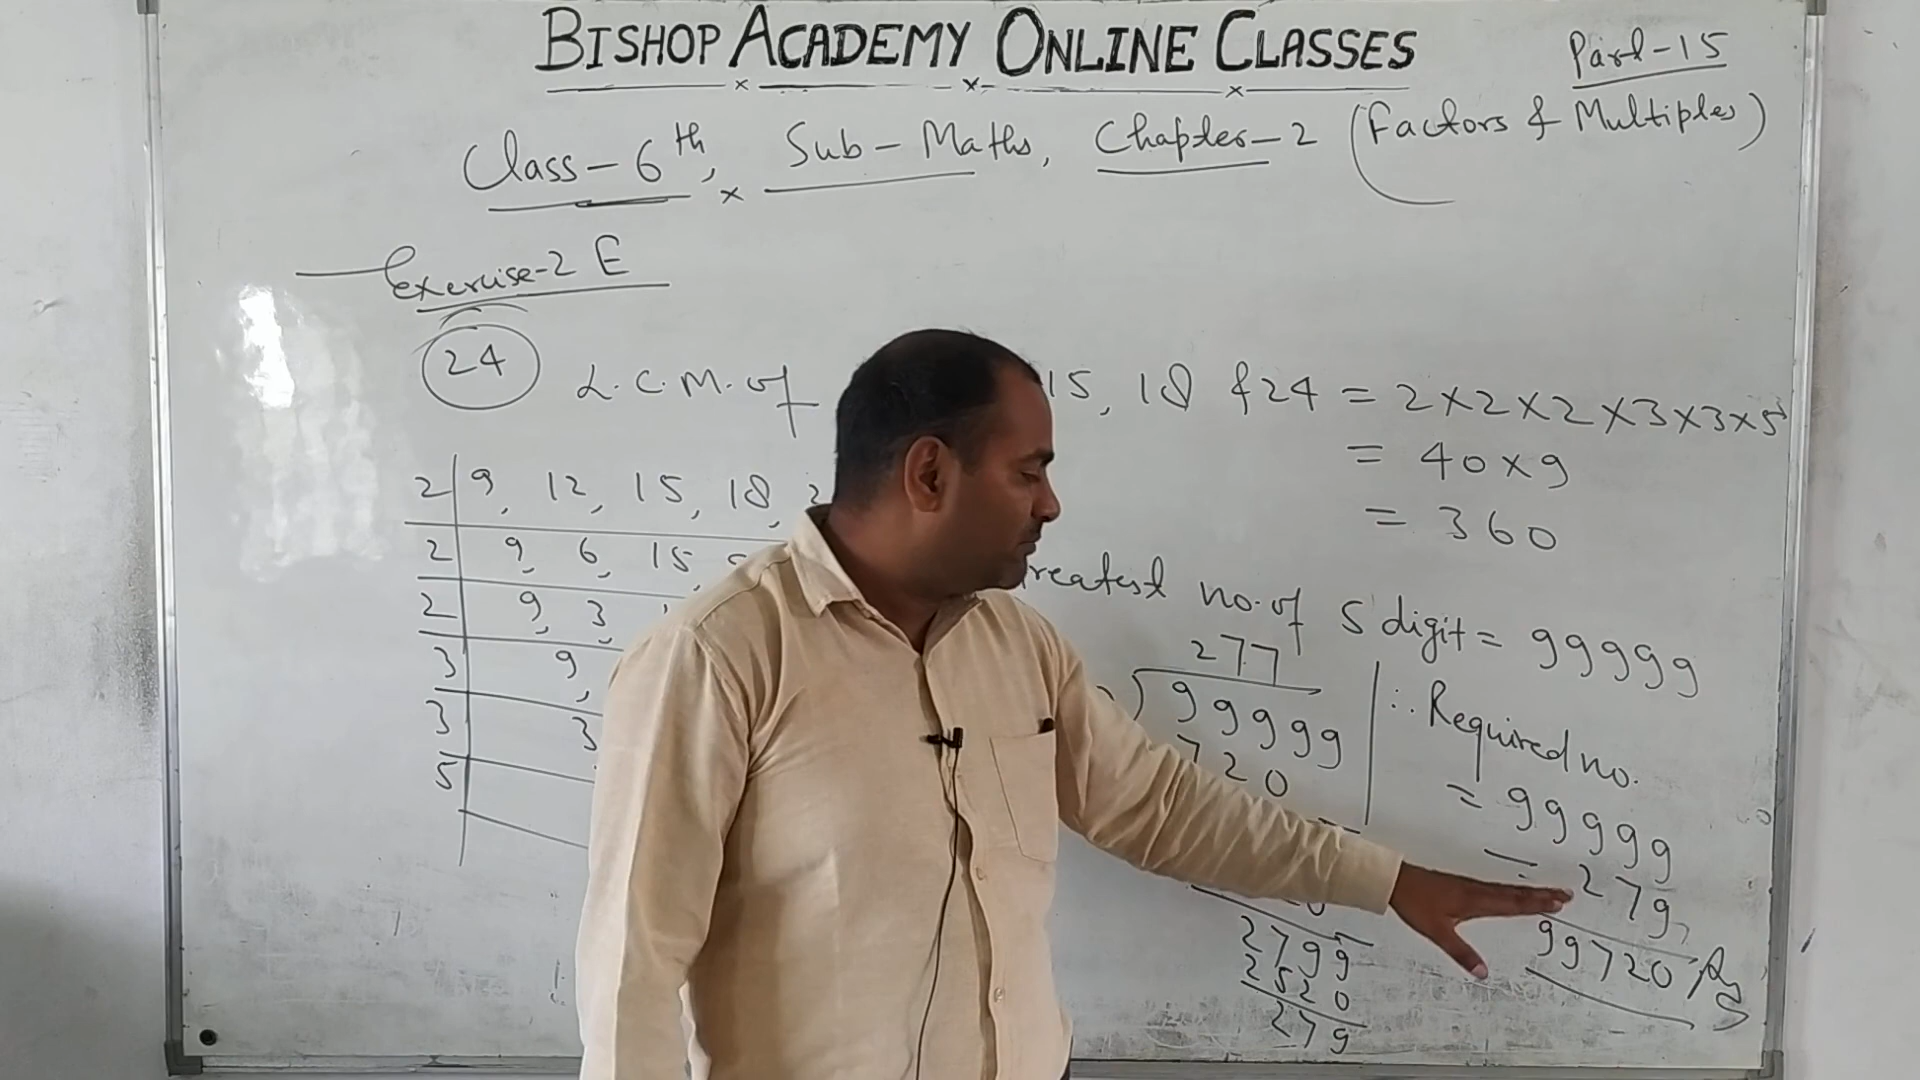 BISHOP ACADEMY ONLINE CLASSES
Part-15
Class-6th, Sub-Maths, Chapter-2 (Factors & Multiples)
Exercise-2 E
24 L.C.M. of 15, 18 & 24 = 2×2×2×3×3×5
= 40×9
= 360
2 9, 12, 15, 18, 2
2 9, 6, 15,
2 9, 3,
3 9,
3 3
5
reatest no. of 5 digit = 99999
277
99999
720
2799
2520
279
∴ Required no.
= 99999
- 279
99720 Ans